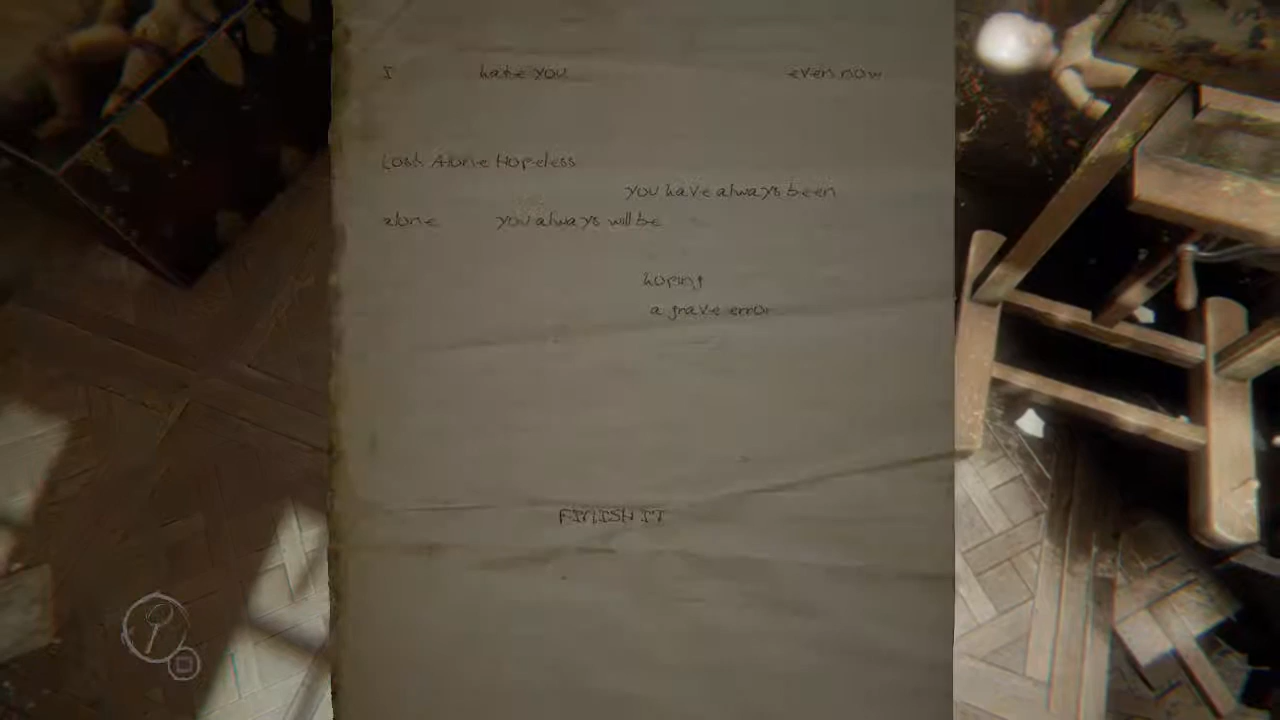 I hate you even now
Lost Alone Hopeless
you have always been
alone you always will be
hoping
a grave error
FINISH IT